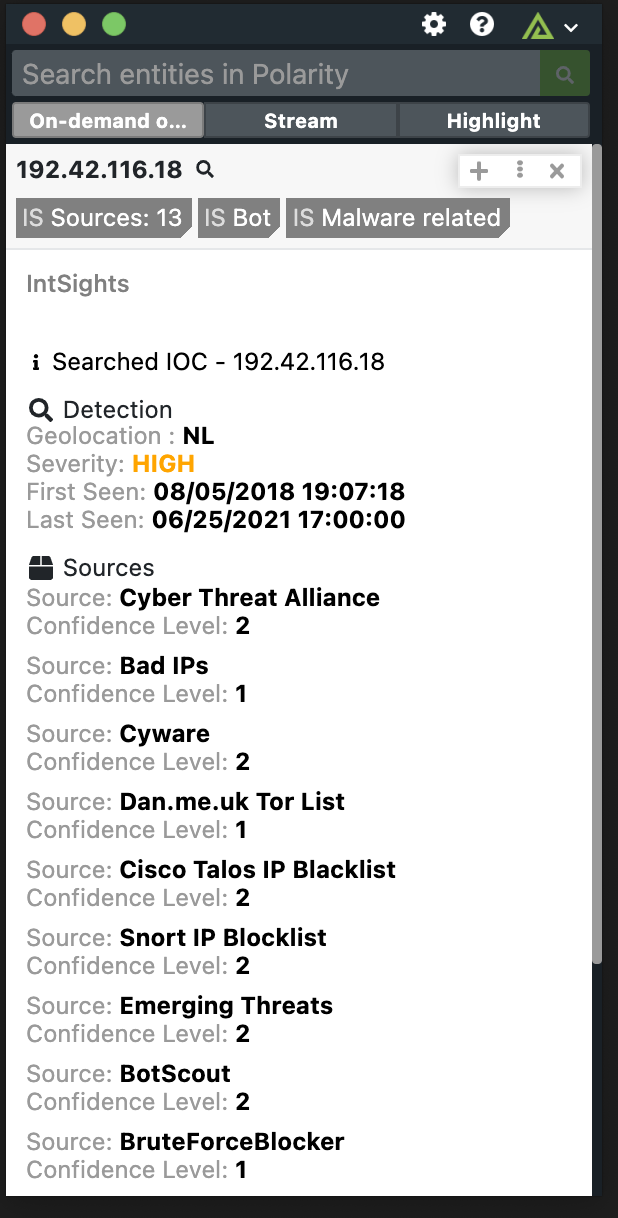 Search entities in Polarity
On-demand o...
Stream
Highlight
192.42.116.18
IS Sources: 13
IS Bot
IS Malware related
IntSights
Searched IOC - 192.42.116.18
Detection
Geolocation : NL
Severity: HIGH
First Seen: 08/05/2018 19:07:18
Last Seen: 06/25/2021 17:00:00
Sources
Source: Cyber Threat Alliance
Confidence Level: 2
Source: Bad IPs
Confidence Level: 1
Source: Cyware
Confidence Level: 2
Source: Dan.me.uk Tor List
Confidence Level: 1
Source: Cisco Talos IP Blacklist
Confidence Level: 2
Source: Snort IP Blocklist
Confidence Level: 2
Source: Emerging Threats
Confidence Level: 2
Source: BotScout
Confidence Level: 2
Source: BruteForceBlocker
Confidence Level: 1